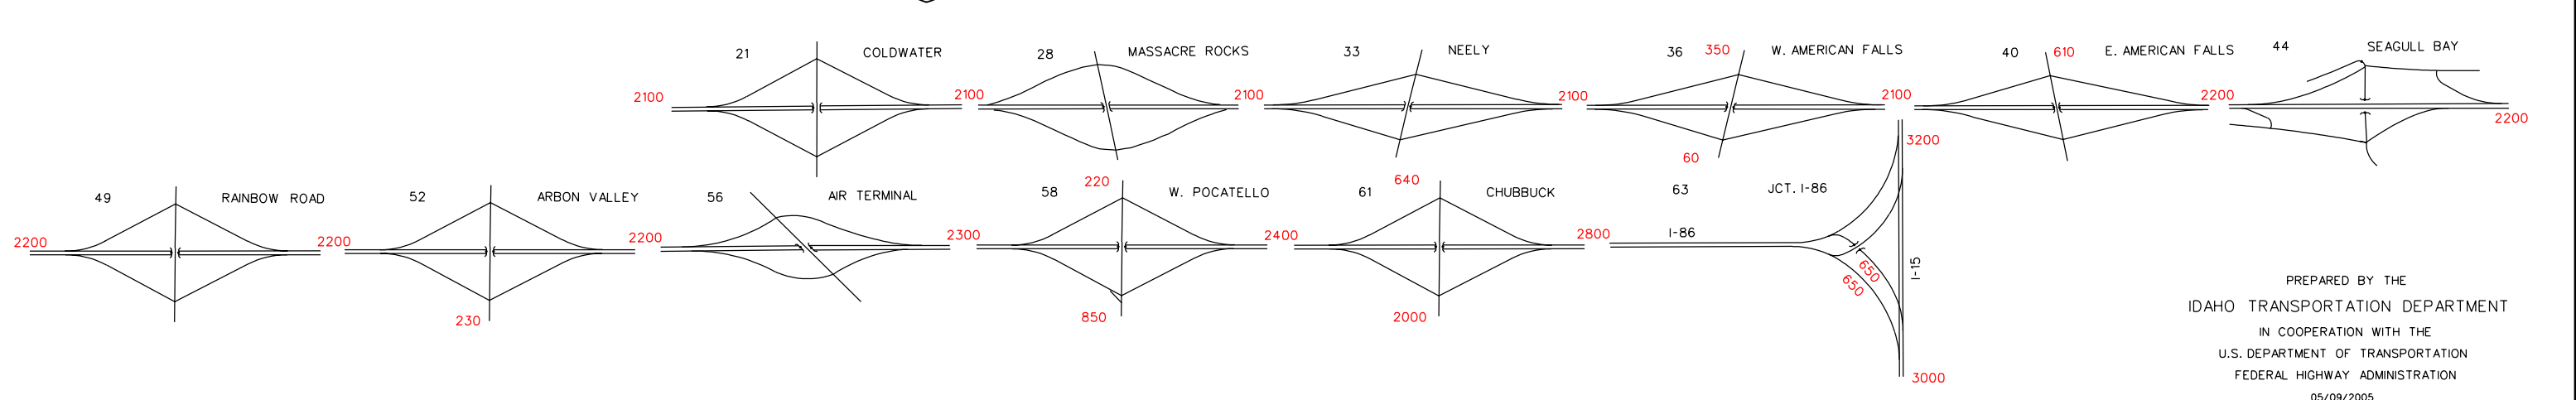 21 COLDWATER
28 MASSACRE ROCKS
33 NEELY
36 350 W. AMERICAN FALLS
40 610 E. AMERICAN FALLS
44 SEAGULL BAY
2100 2100 2100 2100 2100 2200 2200
60
3200
49 RAINBOW ROAD
52 ARBON VALLEY
56 AIR TERMINAL
58 220 W. POCATELLO
61 640 CHUBBUCK
63 JCT. I-86
2200 2200 2200 2300 2400 2800
I-86
650
650
I-15
230
850
2000
3000
PREPARED BY THE
IDAHO TRANSPORTATION DEPARTMENT
IN COOPERATION WITH THE
U.S. DEPARTMENT OF TRANSPORTATION
FEDERAL HIGHWAY ADMINISTRATION
05/09/2005